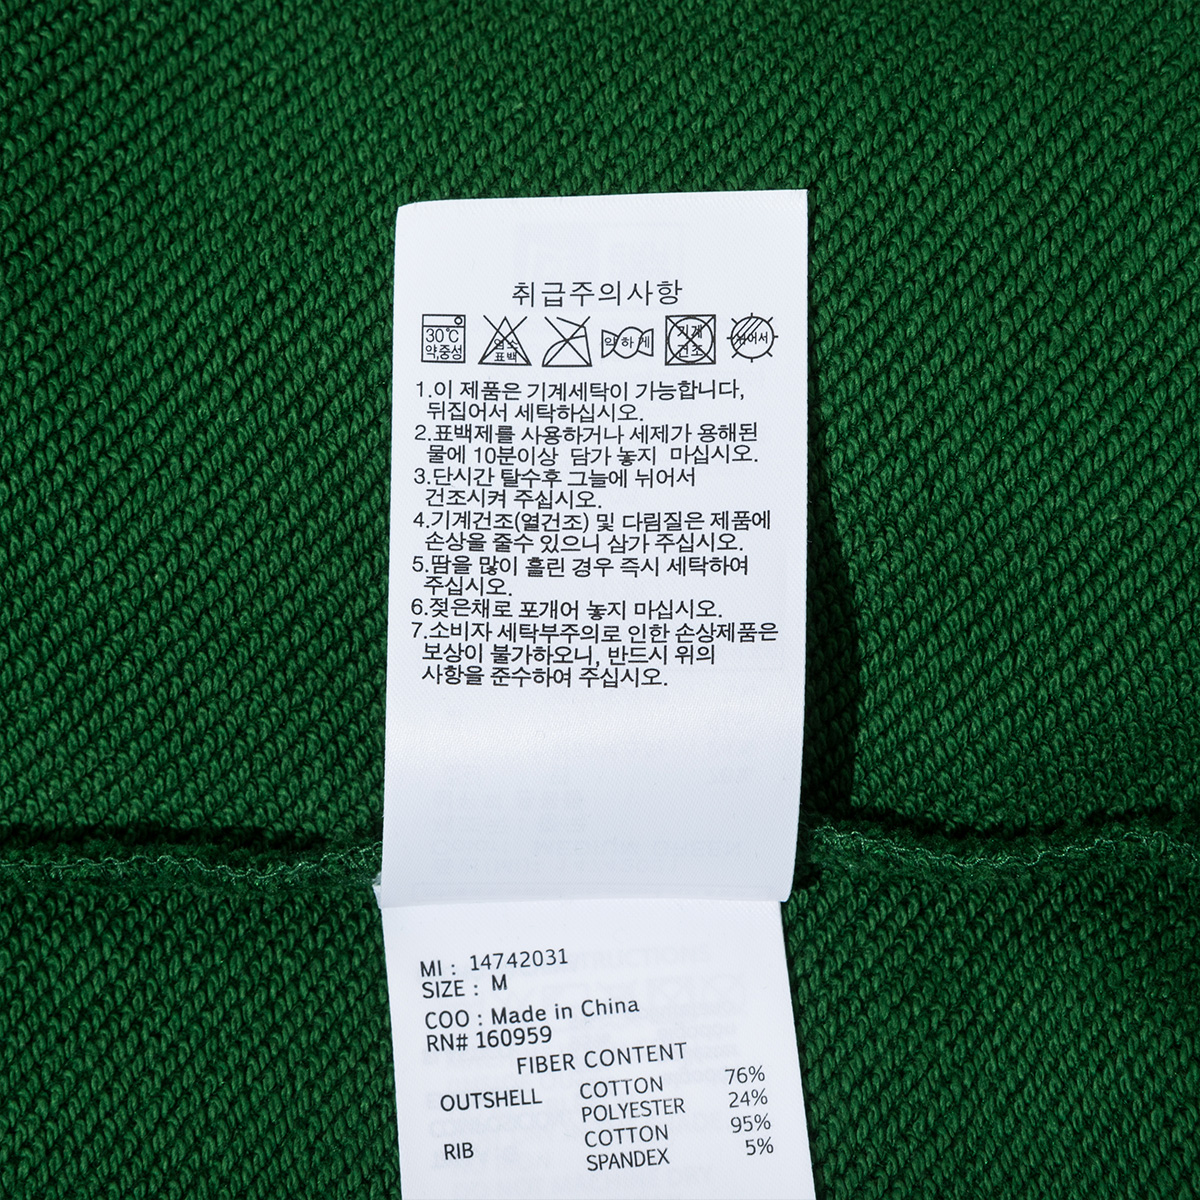 취급주의사항
30℃
약,중성
염소
표백
약하게
기계
건조
뉘어서
1.이 제품은 기계세탁이 가능합니다,
뒤집어서 세탁하십시오.
2.표백제를 사용하거나 세제가 용해된
물에 10분이상 담가 놓지 마십시오.
3.단시간 탈수후 그늘에 뉘어서
건조시켜 주십시오.
4.기계건조(열건조) 및 다림질은 제품에
손상을 줄수 있으니 삼가 주십시오.
5.땀을 많이 흘린 경우 즉시 세탁하여
주십시오.
6.젖은채로 포개어 놓지 마십시오.
7.소비자 세탁부주의로 인한 손상제품은
보상이 불가하오니, 반드시 위의
사항을 준수하여 주십시오.
MI : 14742031
SIZE : M
COO : Made in China
RN# 160959
FIBER CONTENT
OUTSHELL COTTON 76%
POLYESTER 24%
RIB COTTON 95%
SPANDEX 5%